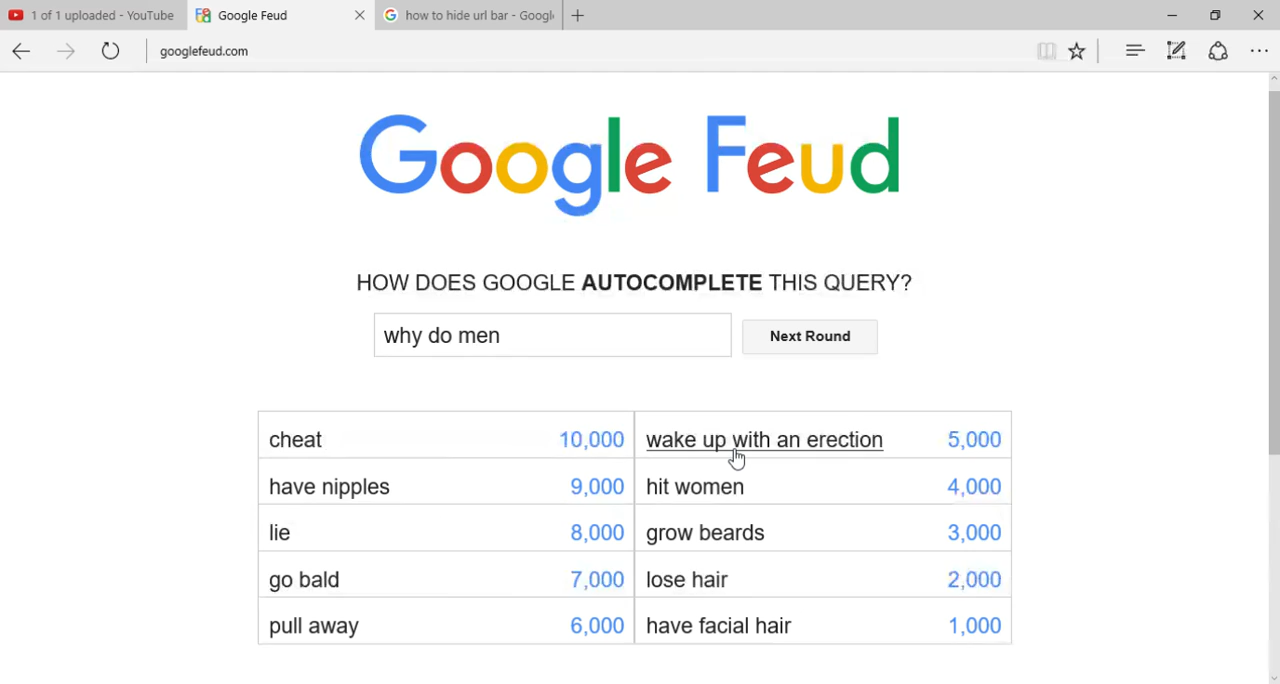 1 of 1 uploaded - YouTube
Google Feud
how to hide url bar - Googl
googlefeud.com
Google Feud
HOW DOES GOOGLE AUTOCOMPLETE THIS QUERY?
why do men
Next Round
cheat 10,000
wake up with an erection 5,000
have nipples 9,000
hit women 4,000
lie 8,000
grow beards 3,000
go bald 7,000
lose hair 2,000
pull away 6,000
have facial hair 1,000